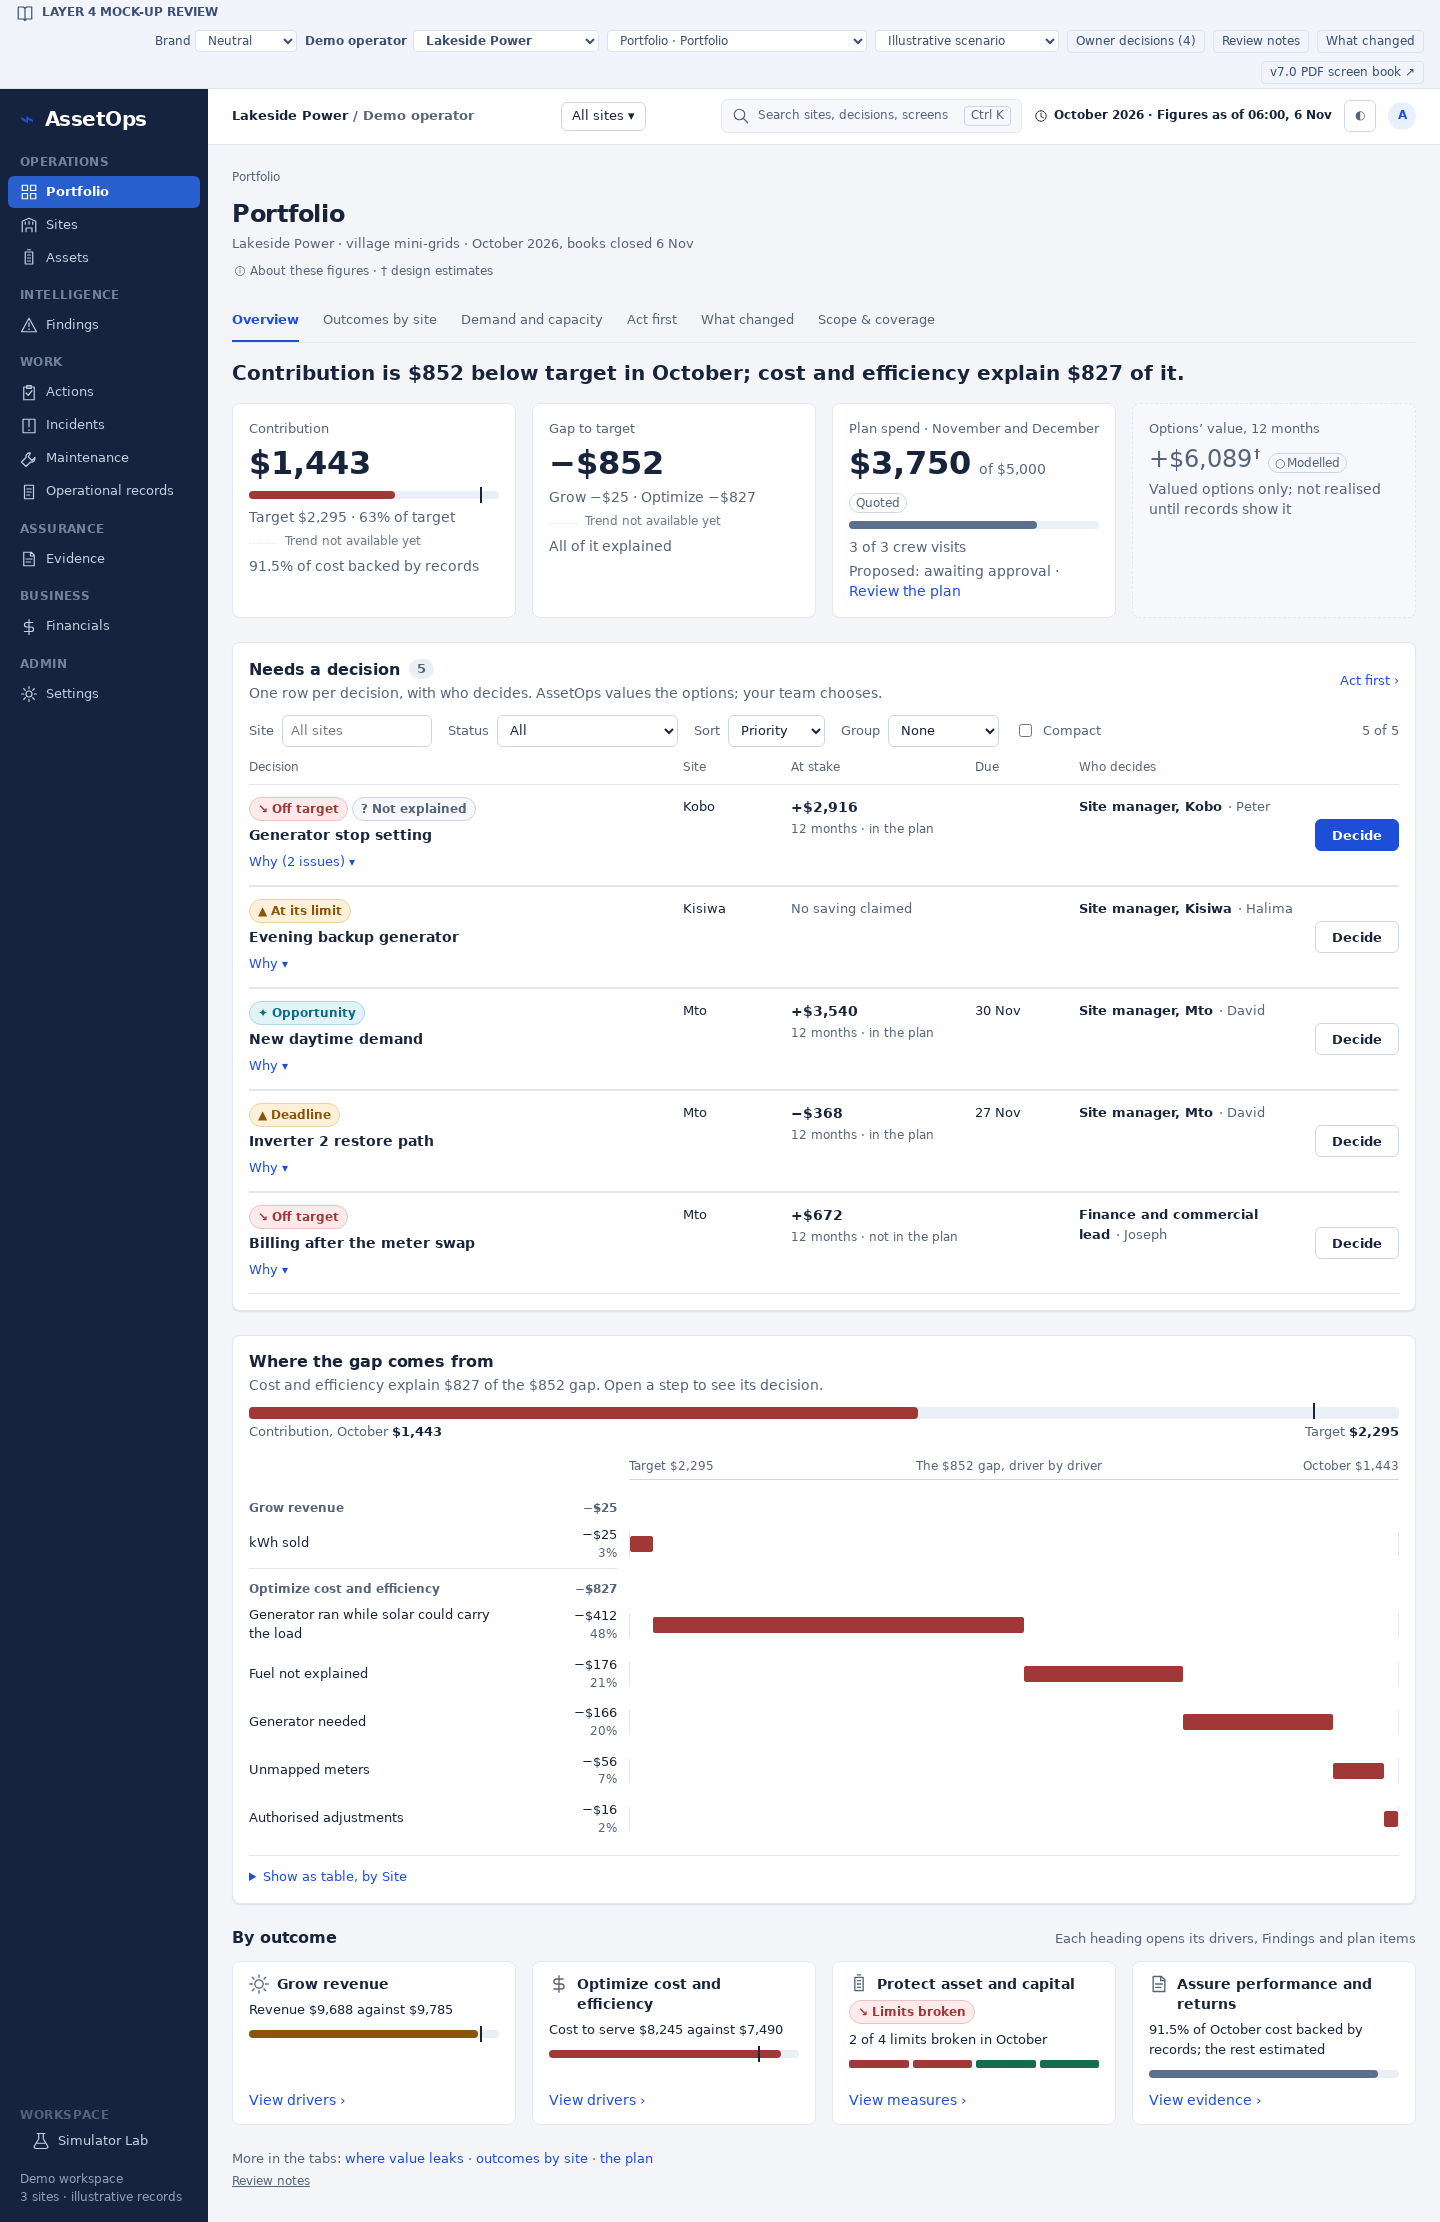 LAYER 4 MOCK-UP REVIEW
Brand Neutral Demo operator Lakeside Power Portfolio · Portfolio Illustrative scenario Owner decisions (4) Review notes What changed
v7.0 PDF screen book ↗
AssetOps
OPERATIONS
Portfolio
Sites
Assets
INTELLIGENCE
Findings
WORK
Actions
Incidents
Maintenance
Operational records
ASSURANCE
Evidence
BUSINESS
Financials
ADMIN
Settings
WORKSPACE
Simulator Lab
Demo workspace
3 sites · illustrative records
Lakeside Power / Demo operator All sites ▾ Search sites, decisions, screens Ctrl K October 2026 · Figures as of 06:00, 6 Nov A
Portfolio
Portfolio
Lakeside Power · village mini-grids · October 2026, books closed 6 Nov
About these figures · † design estimates
Overview Outcomes by site Demand and capacity Act first What changed Scope & coverage
Contribution is $852 below target in October; cost and efficiency explain $827 of it.
Contribution
$1,443
Target $2,295 · 63% of target
Trend not available yet
91.5% of cost backed by records
Gap to target
−$852
Grow −$25 · Optimize −$827
Trend not available yet
All of it explained
Plan spend · November and December
$3,750 of $5,000
Quoted
3 of 3 crew visits
Proposed: awaiting approval ·
Review the plan
Options’ value, 12 months
+$6,089† Modelled
Valued options only; not realised
until records show it
Needs a decision 5
One row per decision, with who decides. AssetOps values the options; your team chooses.
Act first ›
Site All sites Status All Sort Priority Group None Compact 5 of 5
Decision Site At stake Due Who decides
↘ Off target ? Not explained
Generator stop setting
Why (2 issues) ▾
Kobo
+$2,916
12 months · in the plan
Site manager, Kobo · Peter
Decide
▲ At its limit
Evening backup generator
Why ▾
Kisiwa
No saving claimed
Site manager, Kisiwa · Halima
Decide
✦ Opportunity
New daytime demand
Why ▾
Mto
+$3,540
12 months · in the plan
30 Nov
Site manager, Mto · David
Decide
▲ Deadline
Inverter 2 restore path
Why ▾
Mto
−$368
12 months · in the plan
27 Nov
Site manager, Mto · David
Decide
↘ Off target
Billing after the meter swap
Why ▾
Mto
+$672
12 months · not in the plan
Finance and commercial
lead · Joseph
Decide
Where the gap comes from
Cost and efficiency explain $827 of the $852 gap. Open a step to see its decision.
Contribution, October $1,443 Target $2,295
Target $2,295 The $852 gap, driver by driver October $1,443
Grow revenue −$25
kWh sold −$25
3%
Optimize cost and efficiency −$827
Generator ran while solar could carry
the load
−$412
48%
Fuel not explained −$176
21%
Generator needed −$166
20%
Unmapped meters −$56
7%
Authorised adjustments −$16
2%
▶ Show as table, by Site
By outcome Each heading opens its drivers, Findings and plan items
Grow revenue
Revenue $9,688 against $9,785
View drivers ›
Optimize cost and
efficiency
Cost to serve $8,245 against $7,490
View drivers ›
Protect asset and capital
↘ Limits broken
2 of 4 limits broken in October
View measures ›
Assure performance and
returns
91.5% of October cost backed by
records; the rest estimated
View evidence ›
More in the tabs: where value leaks · outcomes by site · the plan
Review notes